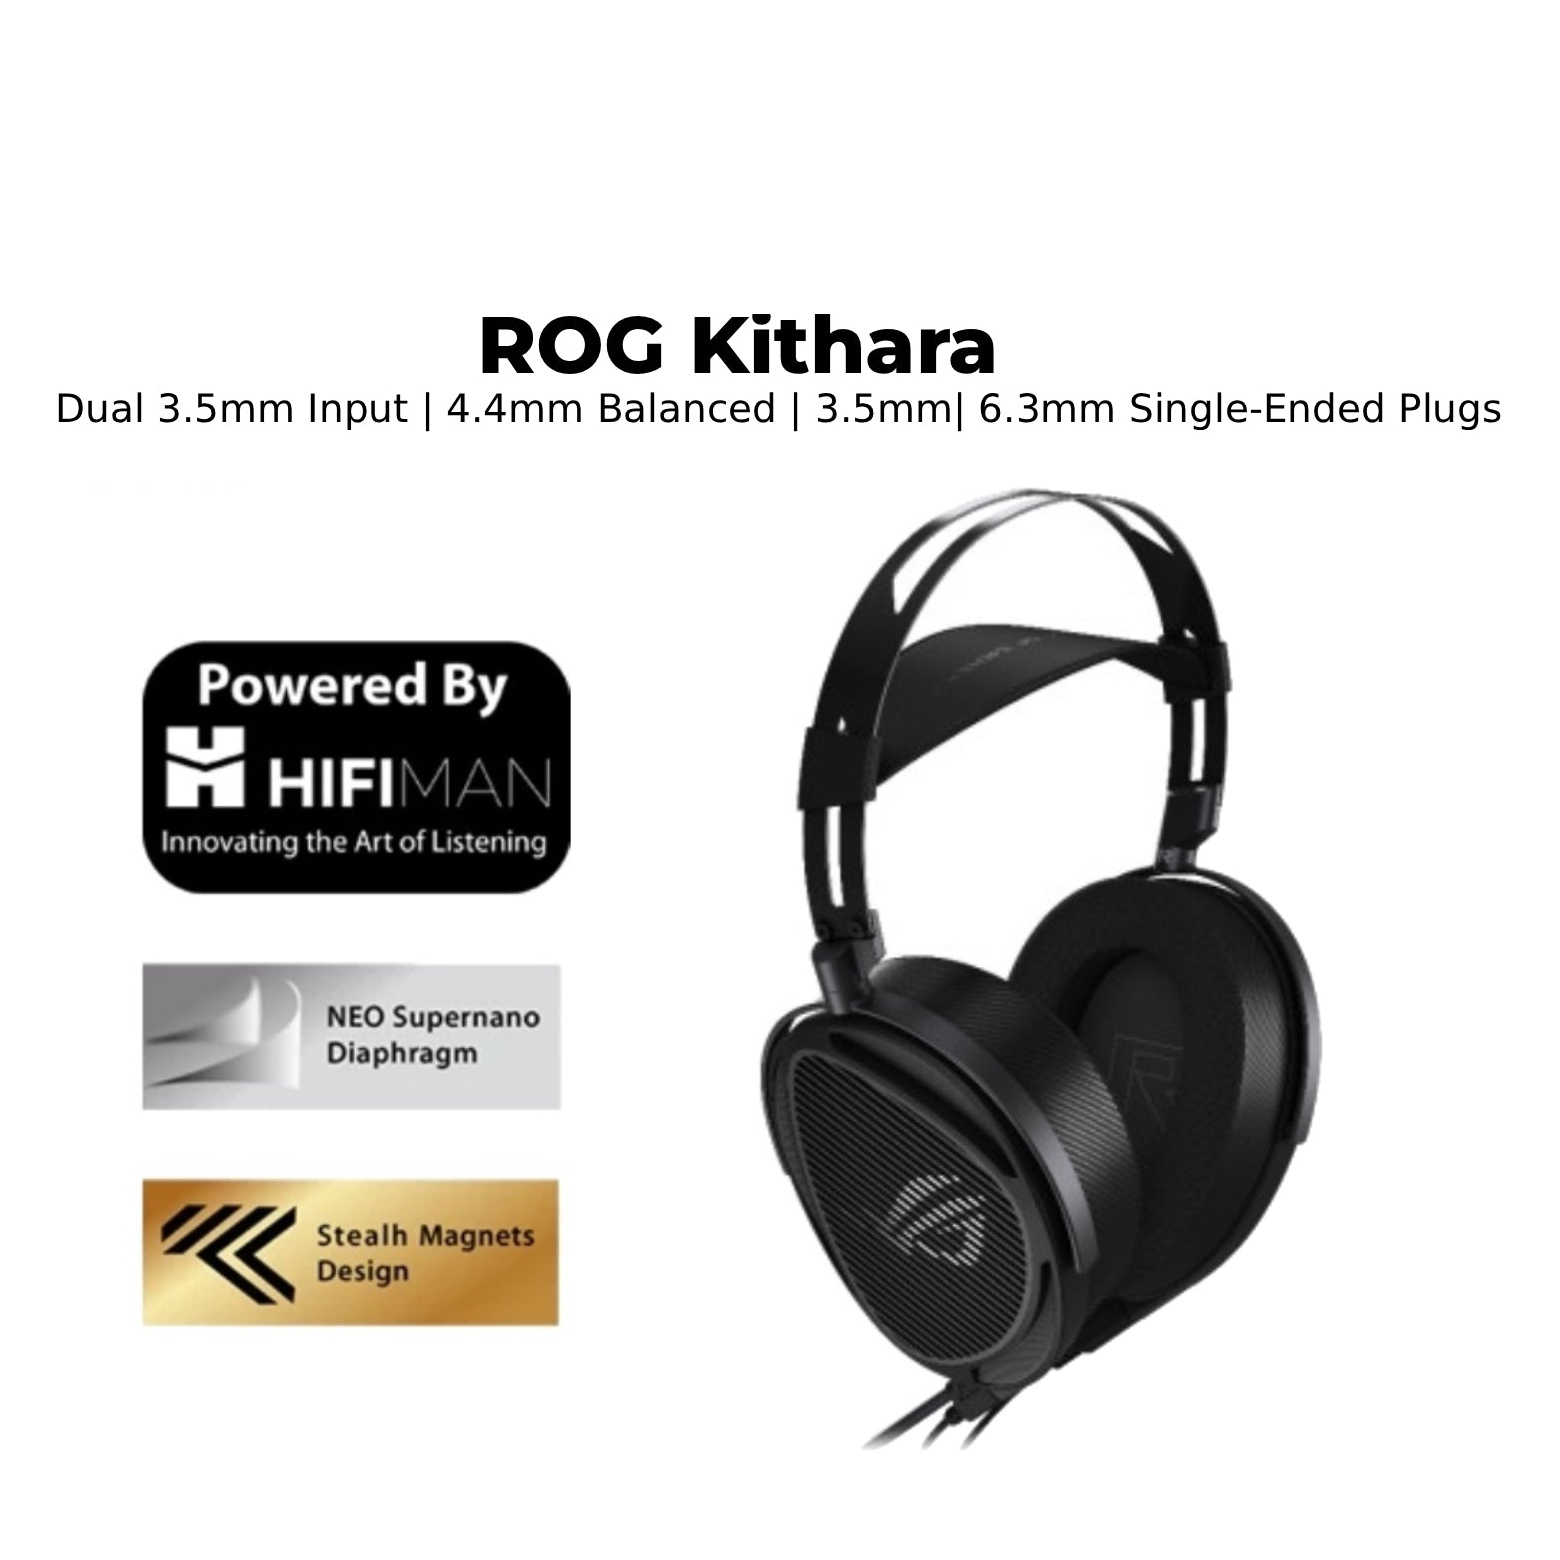 ROG Kithara
Dual 3.5mm Input | 4.4mm Balanced | 3.5mm| 6.3mm Single-Ended Plugs
Powered By
HIFIMAN
Innovating the Art of Listening
NEO Supernano
Diaphragm
Stealh Magnets
Design
R